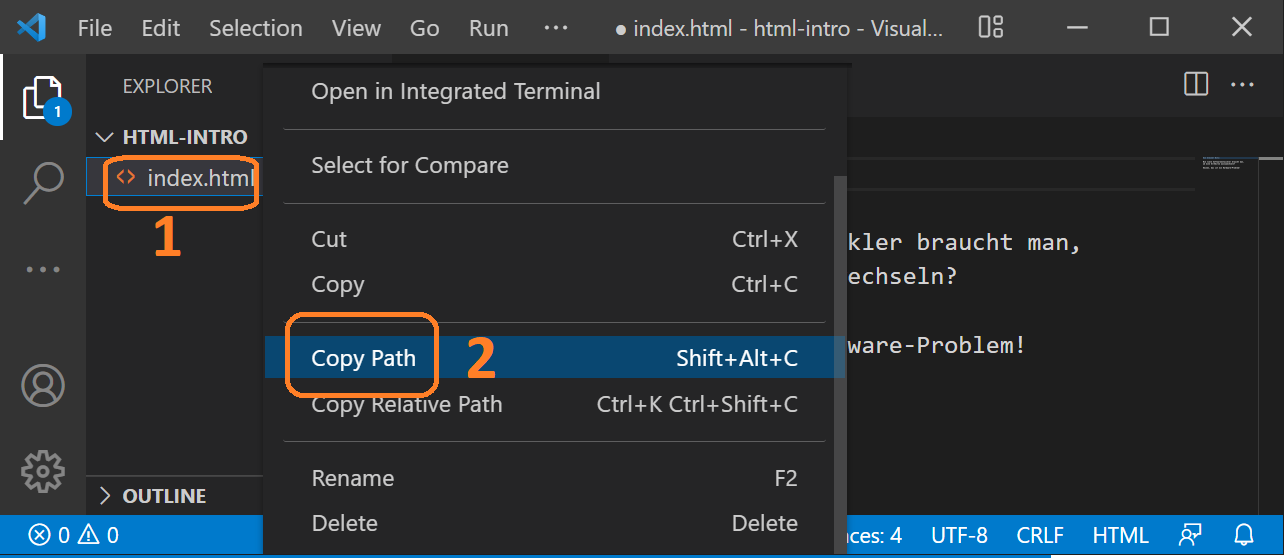 File Edit Selection View Go Run ··· ● index.html - html-intro - Visual...
EXPLORER
1
HTML-INTRO
<> index.html
1
OUTLINE
Open in Integrated Terminal
Select for Compare
Cut Ctrl+X
Copy Ctrl+C
Copy Path Shift+Alt+C
2
Copy Relative Path Ctrl+K Ctrl+Shift+C
Rename F2
Delete Delete
kler braucht man,
echseln?
ware-Problem!
0 0 ces: 4 UTF-8 CRLF HTML